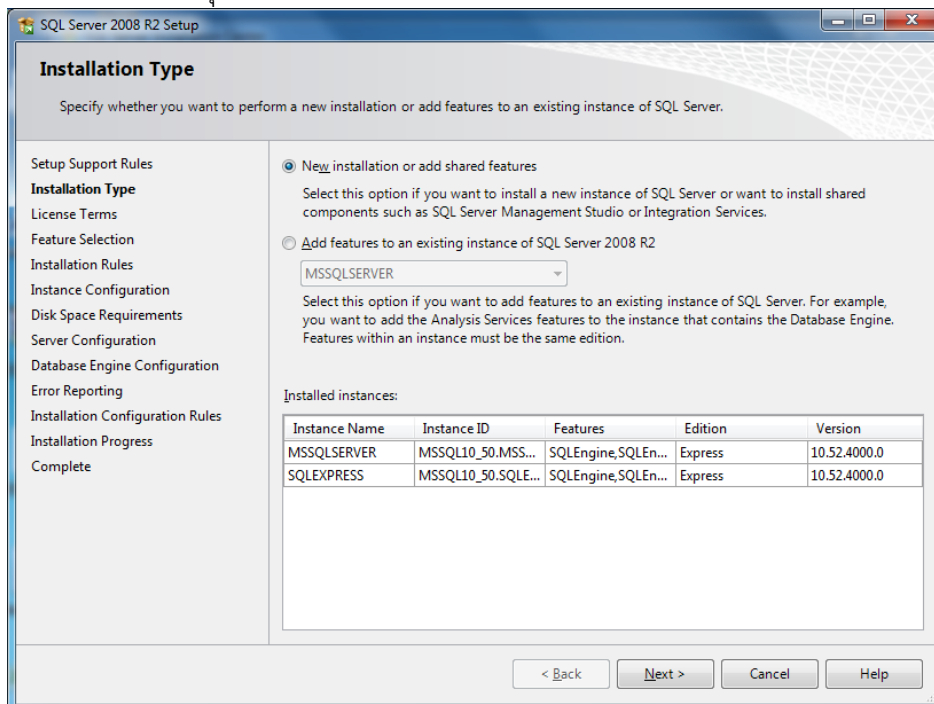 SQL Server 2008 R2 Setup
Installation Type
Specify whether you want to perform a new installation or add features to an existing instance of SQL Server.
Setup Support Rules
Installation Type
License Terms
Feature Selection
Installation Rules
Instance Configuration
Disk Space Requirements
Server Configuration
Database Engine Configuration
Error Reporting
Installation Configuration Rules
Installation Progress
Complete
New installation or add shared features
Select this option if you want to install a new instance of SQL Server or want to install shared
components such as SQL Server Management Studio or Integration Services.
Add features to an existing instance of SQL Server 2008 R2
MSSQLSERVER
Select this option if you want to add features to an existing instance of SQL Server. For example,
you want to add the Analysis Services features to the instance that contains the Database Engine.
Features within an instance must be the same edition.
Installed instances:
Instance Name Instance ID Features Edition Version
MSSQLSERVER MSSQL10_50.MSS... SQLEngine,SQLEn... Express 10.52.4000.0
SQLEXPRESS MSSQL10_50.SQLE... SQLEngine,SQLEn... Express 10.52.4000.0
< Back Next > Cancel Help